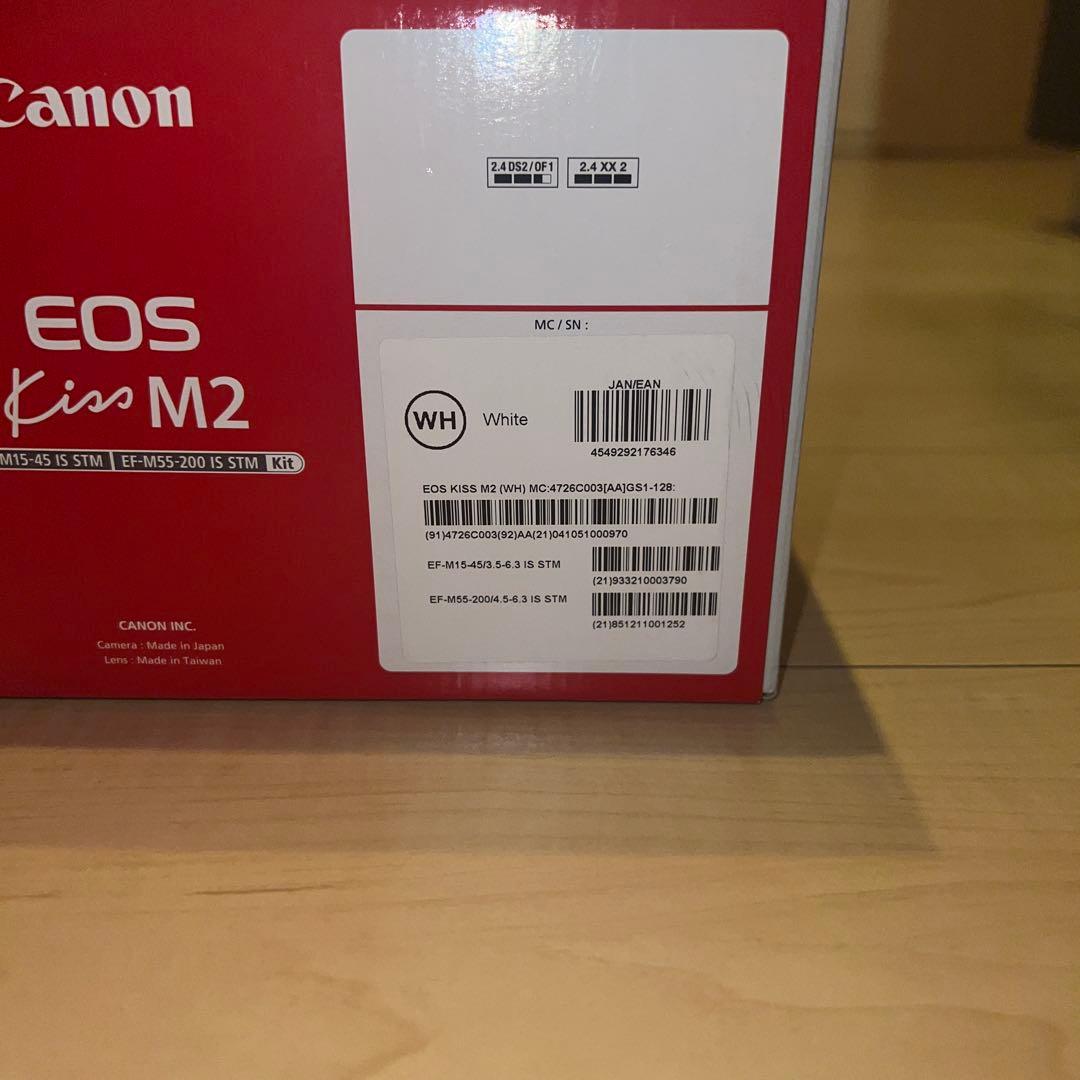 Canon
2.4 DS2/OF1
2.4 XX 2
EOS
Kiss M2
M15-45 IS STM | EF-M55-200 IS STM Kit
CANON INC.
Camera : Made in Japan
Lens : Made in Taiwan
MC / SN :
WH White
JAN/EAN
4549292176346
EOS KISS M2 (WH) MC:4726C003[AA]GS1-128:
(91)4726C003(92)AA(21)041051000970
EF-M15-45/3.5-6.3 IS STM
(21)933210003790
EF-M55-200/4.5-6.3 IS STM
(21)851211001252